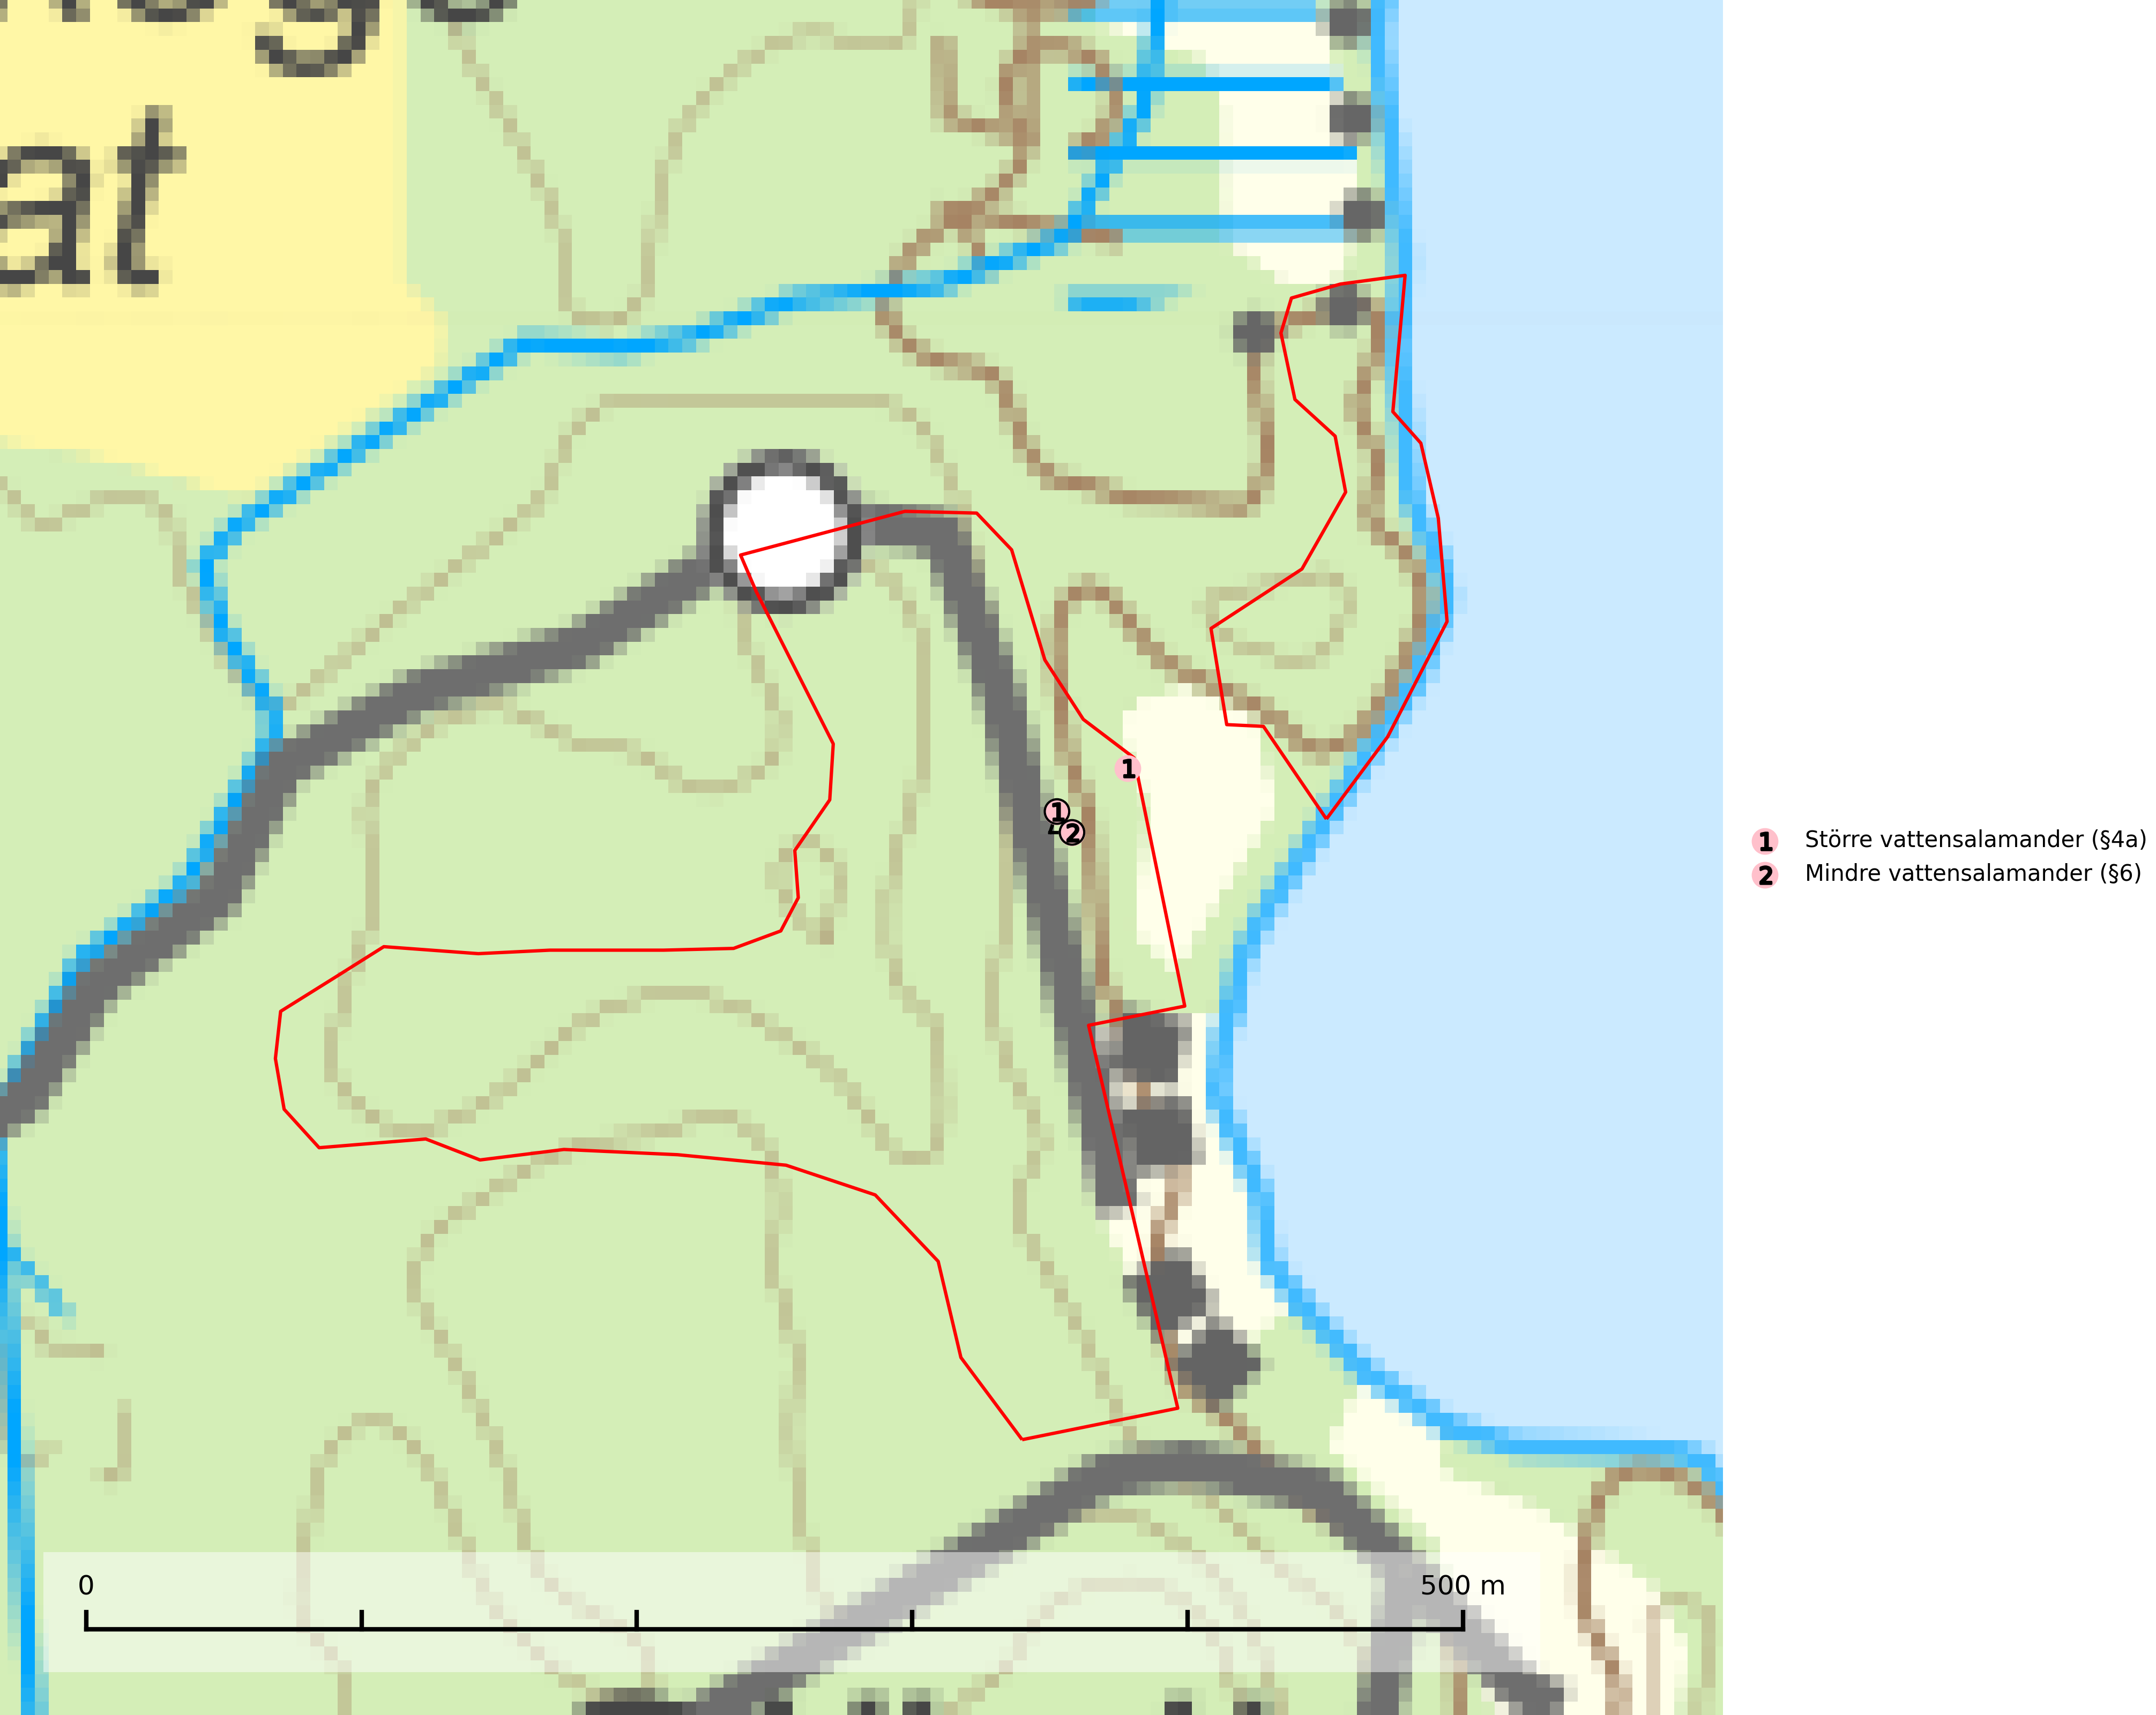 at
1
1
2
1 Större vattensalamander (§4a)
2 Mindre vattensalamander (§6)
0 500 m